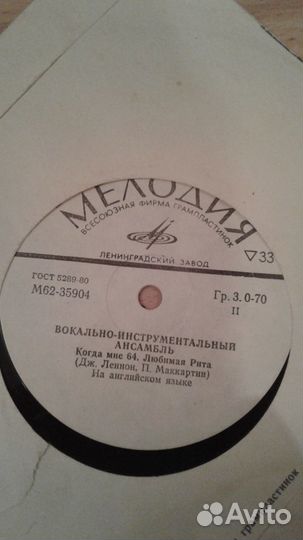 МЕЛОДИЯ
ВСЕСОЮЗНАЯ ФИРМА ГРАМПЛАСТИНОК
ЛЕНИНГРАДСКИЙ ЗАВОД
▽33
ГОСТ 5289-80
М62-35904
Гр. 3. 0-70
II
ВОКАЛЬНО-ИНСТРУМЕНТАЛЬНЫЙ
АНСАМБЛЬ
Когда мне 64. Любимая Рита
(Дж. Леннон, П. Маккартни)
На английском языке
грампластинок
Avito